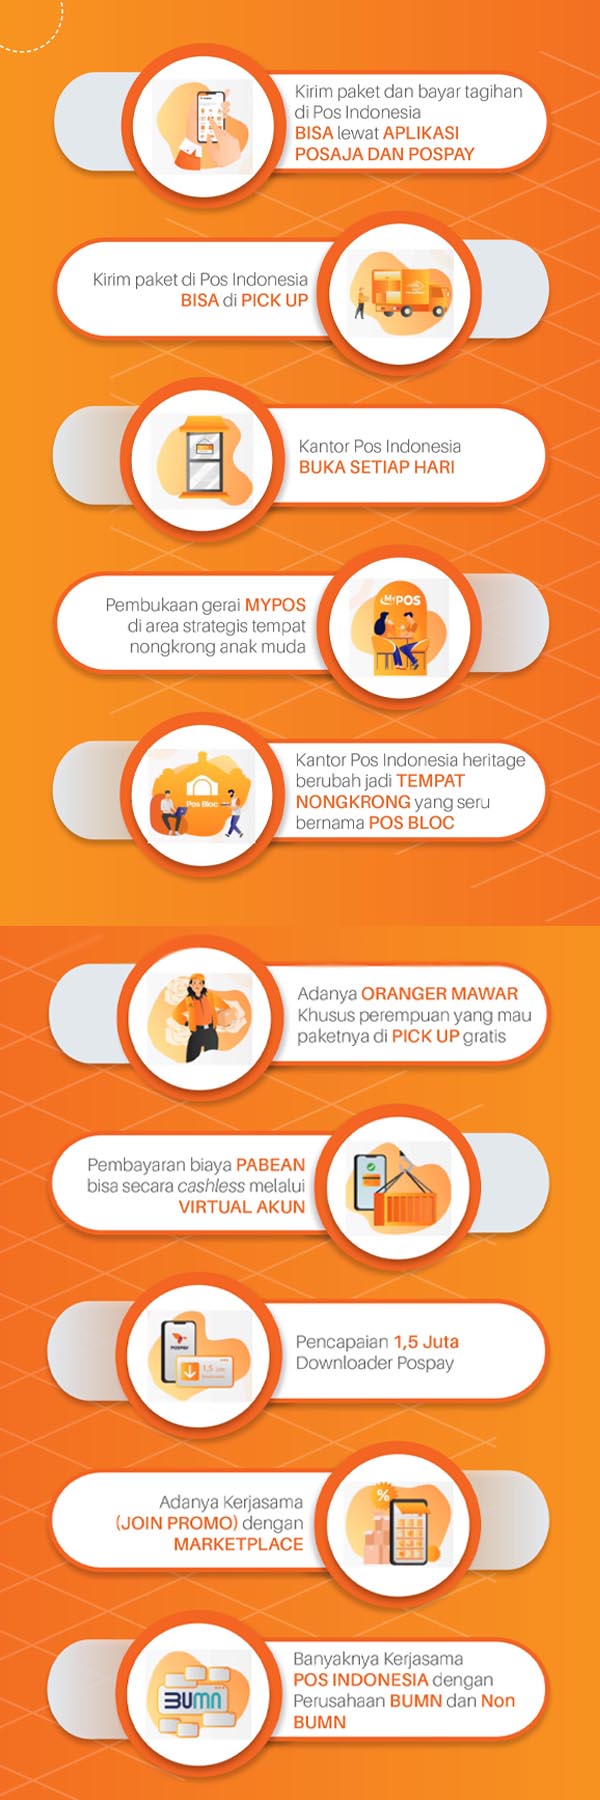 Kirim paket dan bayar tagihan
di Pos Indonesia
BISA lewat APLIKASI
POSAJA DAN POSPAY
Kirim paket di Pos Indonesia
BISA di PICK UP
Kantor Pos Indonesia
BUKA SETIAP HARI
Pembukaan gerai MYPOS
di area strategis tempat
nongkrong anak muda
MyPOS
Pos Bloc
Kantor Pos Indonesia heritage
berubah jadi TEMPAT
NONGKRONG yang seru
bernama POS BLOC
Adanya ORANGER MAWAR
Khusus perempuan yang mau
paketnya di PICK UP gratis
Pembayaran biaya PABEAN
bisa secara cashless melalui
VIRTUAL AKUN
POSPAY
1,5
Pencapaian 1,5 Juta
Downloader Pospay
Adanya Kerjasama
(JOIN PROMO) dengan
MARKETPLACE
%
BUMN
Banyaknya Kerjasama
POS INDONESIA dengan
Perusahaan BUMN dan Non
BUMN